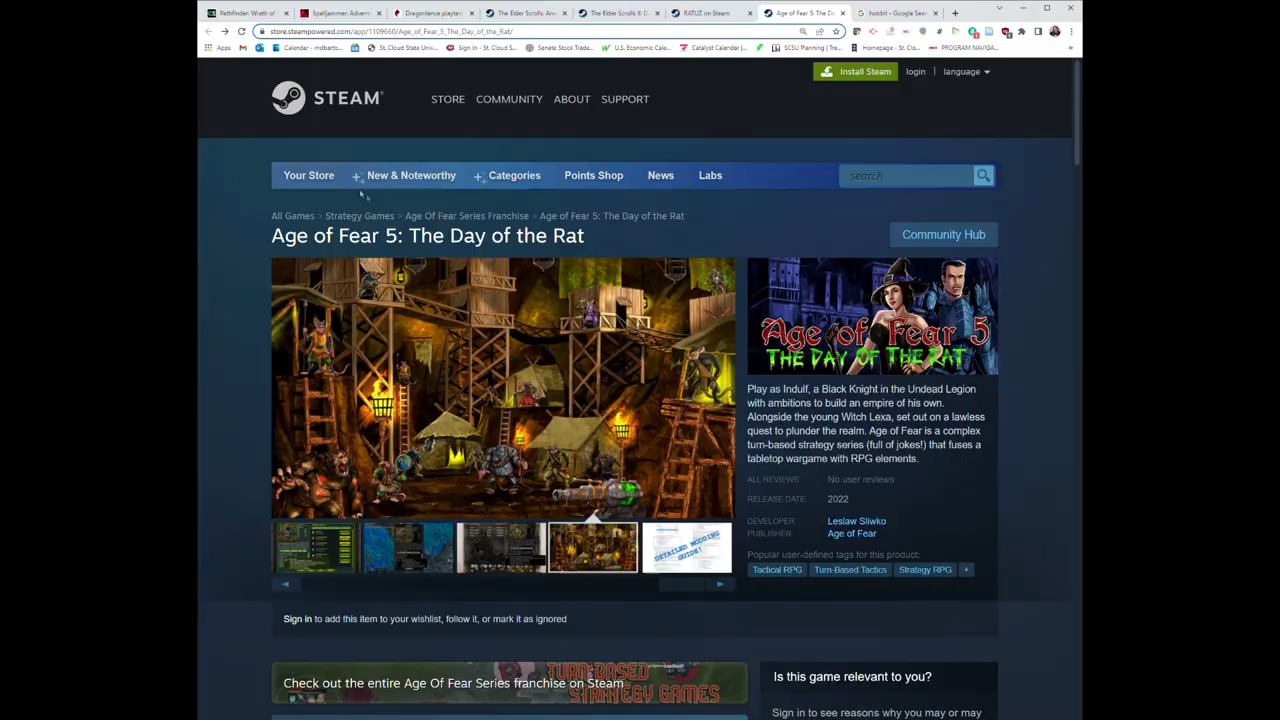 Pathfinder: Wrath of
Spelljammer: Advent
Dragonlance playtes
The Elder Scrolls: Are
The Elder Scrolls II: D
RATUZ on Steam
Age of Fear 5: The D
hobbit - Google Sea
store.steampowered.com/app/1109660/Age_of_Fear_5_The_Day_of_the_Rat/
Apps
Calendar - mdbarto...
St. Cloud State Univ...
Sign In - St. Cloud S...
Senate Stock Trade...
U.S. Economic Cale...
Catalyst Calendar |...
SCSU Planning | Tre...
Homepage - St. Clo...
PROGRAM NAVIGA...
Install Steam
login
language
STEAM
STORE
COMMUNITY
ABOUT
SUPPORT
Your Store
New & Noteworthy
Categories
Points Shop
News
Labs
search
All Games > Strategy Games > Age Of Fear Series Franchise > Age of Fear 5: The Day of the Rat
Age of Fear 5: The Day of the Rat
Community Hub
Age of Fear 5
THE DAY OF THE RAT
Play as Indulf, a Black Knight in the Undead Legion
with ambitions to build an empire of his own.
Alongside the young Witch Lexa, set out on a lawless
quest to plunder the realm. Age of Fear is a complex
turn-based strategy series (full of jokes!) that fuses a
tabletop wargame with RPG elements.
ALL REVIEWS: No user reviews
RELEASE DATE: 2022
DEVELOPER Leslaw Sliwko
PUBLISHER: Age of Fear
Popular user-defined tags for this product:
Tactical RPG
Turn-Based Tactics
Strategy RPG
+
DETAILED MODDING
GUIDE!
Sign in to add this item to your wishlist, follow it, or mark it as ignored
TURN-BASED
STRATEGY GAMES
Check out the entire Age Of Fear Series franchise on Steam
Is this game relevant to you?
Sign in to see reasons why you may or may